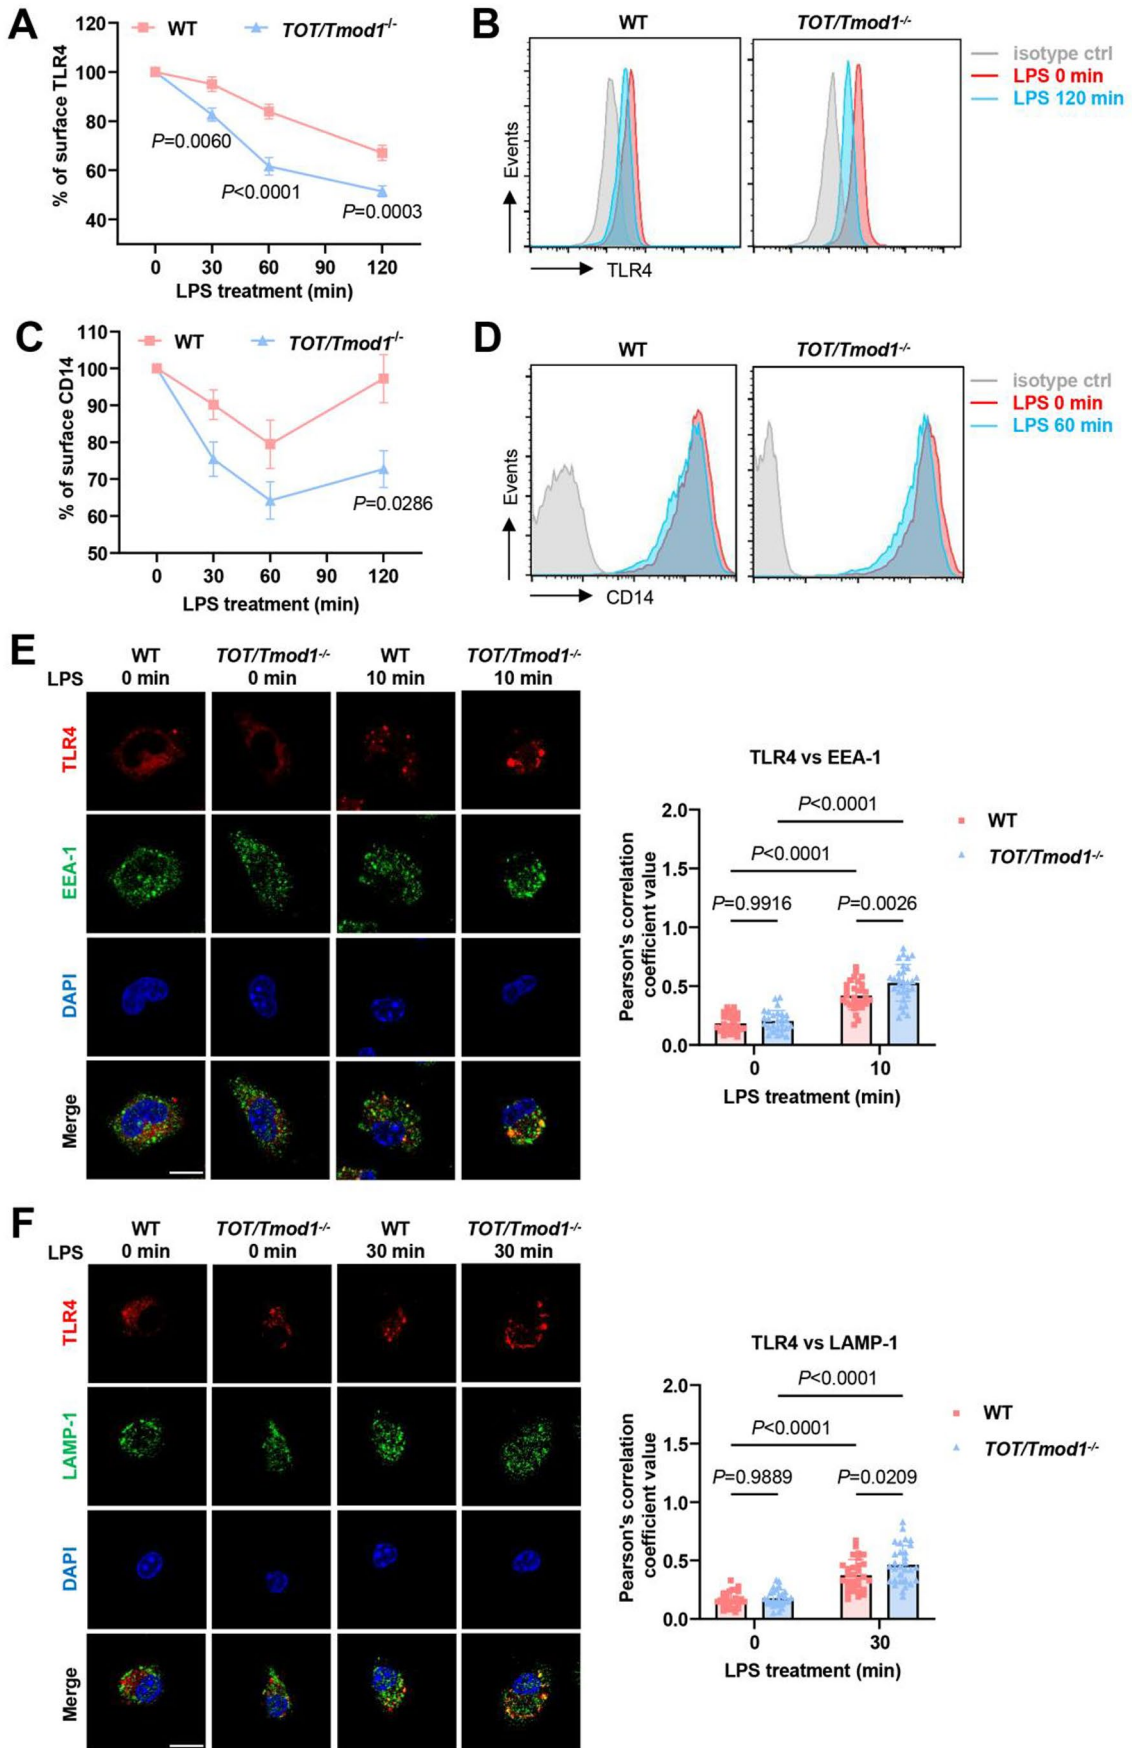 A
120
100
80
60
40
% of surface TLR4
WT
TOT/Tmod1-/-
P=0.0060
P<0.0001
P=0.0003
0 30 60 90 120
LPS treatment (min)
B
WT
TOT/Tmod1-/-
Events
TLR4
isotype ctrl
LPS 0 min
LPS 120 min
C
110
100
90
80
70
60
50
% of surface CD14
WT
TOT/Tmod1-/-
P=0.0286
0 30 60 90 120
LPS treatment (min)
D
WT
TOT/Tmod1-/-
Events
CD14
isotype ctrl
LPS 0 min
LPS 60 min
E
WT TOT/Tmod1-/- WT TOT/Tmod1-/-
LPS 0 min 0 min 10 min 10 min
TLR4
EEA-1
DAPI
Merge
TLR4 vs EEA-1
P<0.0001
P<0.0001
P=0.9916 P=0.0026
2.0
1.5
1.0
0.5
0.0
Pearson's correlation
coefficient value
0 10
LPS treatment (min)
WT
TOT/Tmod1-/-
F
WT TOT/Tmod1-/- WT TOT/Tmod1-/-
LPS 0 min 0 min 30 min 30 min
TLR4
LAMP-1
DAPI
Merge
TLR4 vs LAMP-1
P<0.0001
P<0.0001
P=0.9889 P=0.0209
2.0
1.5
1.0
0.5
0.0
Pearson's correlation
coefficient value
0 30
LPS treatment (min)
WT
TOT/Tmod1-/-